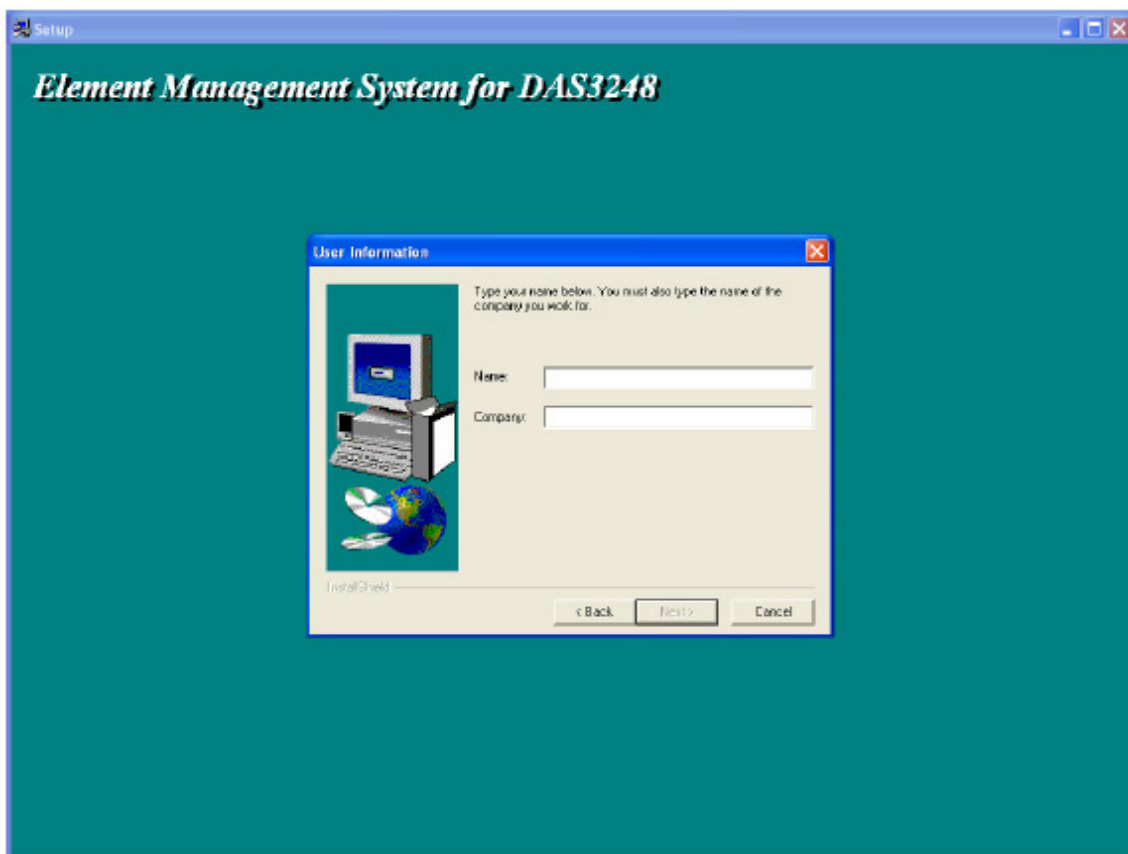 Setup
Element Management System for DAS3248
User Information
Type your name below. You must also type the name of the
company you work for.
Name:
Company:
InstallShield
< Back
Next >
Cancel